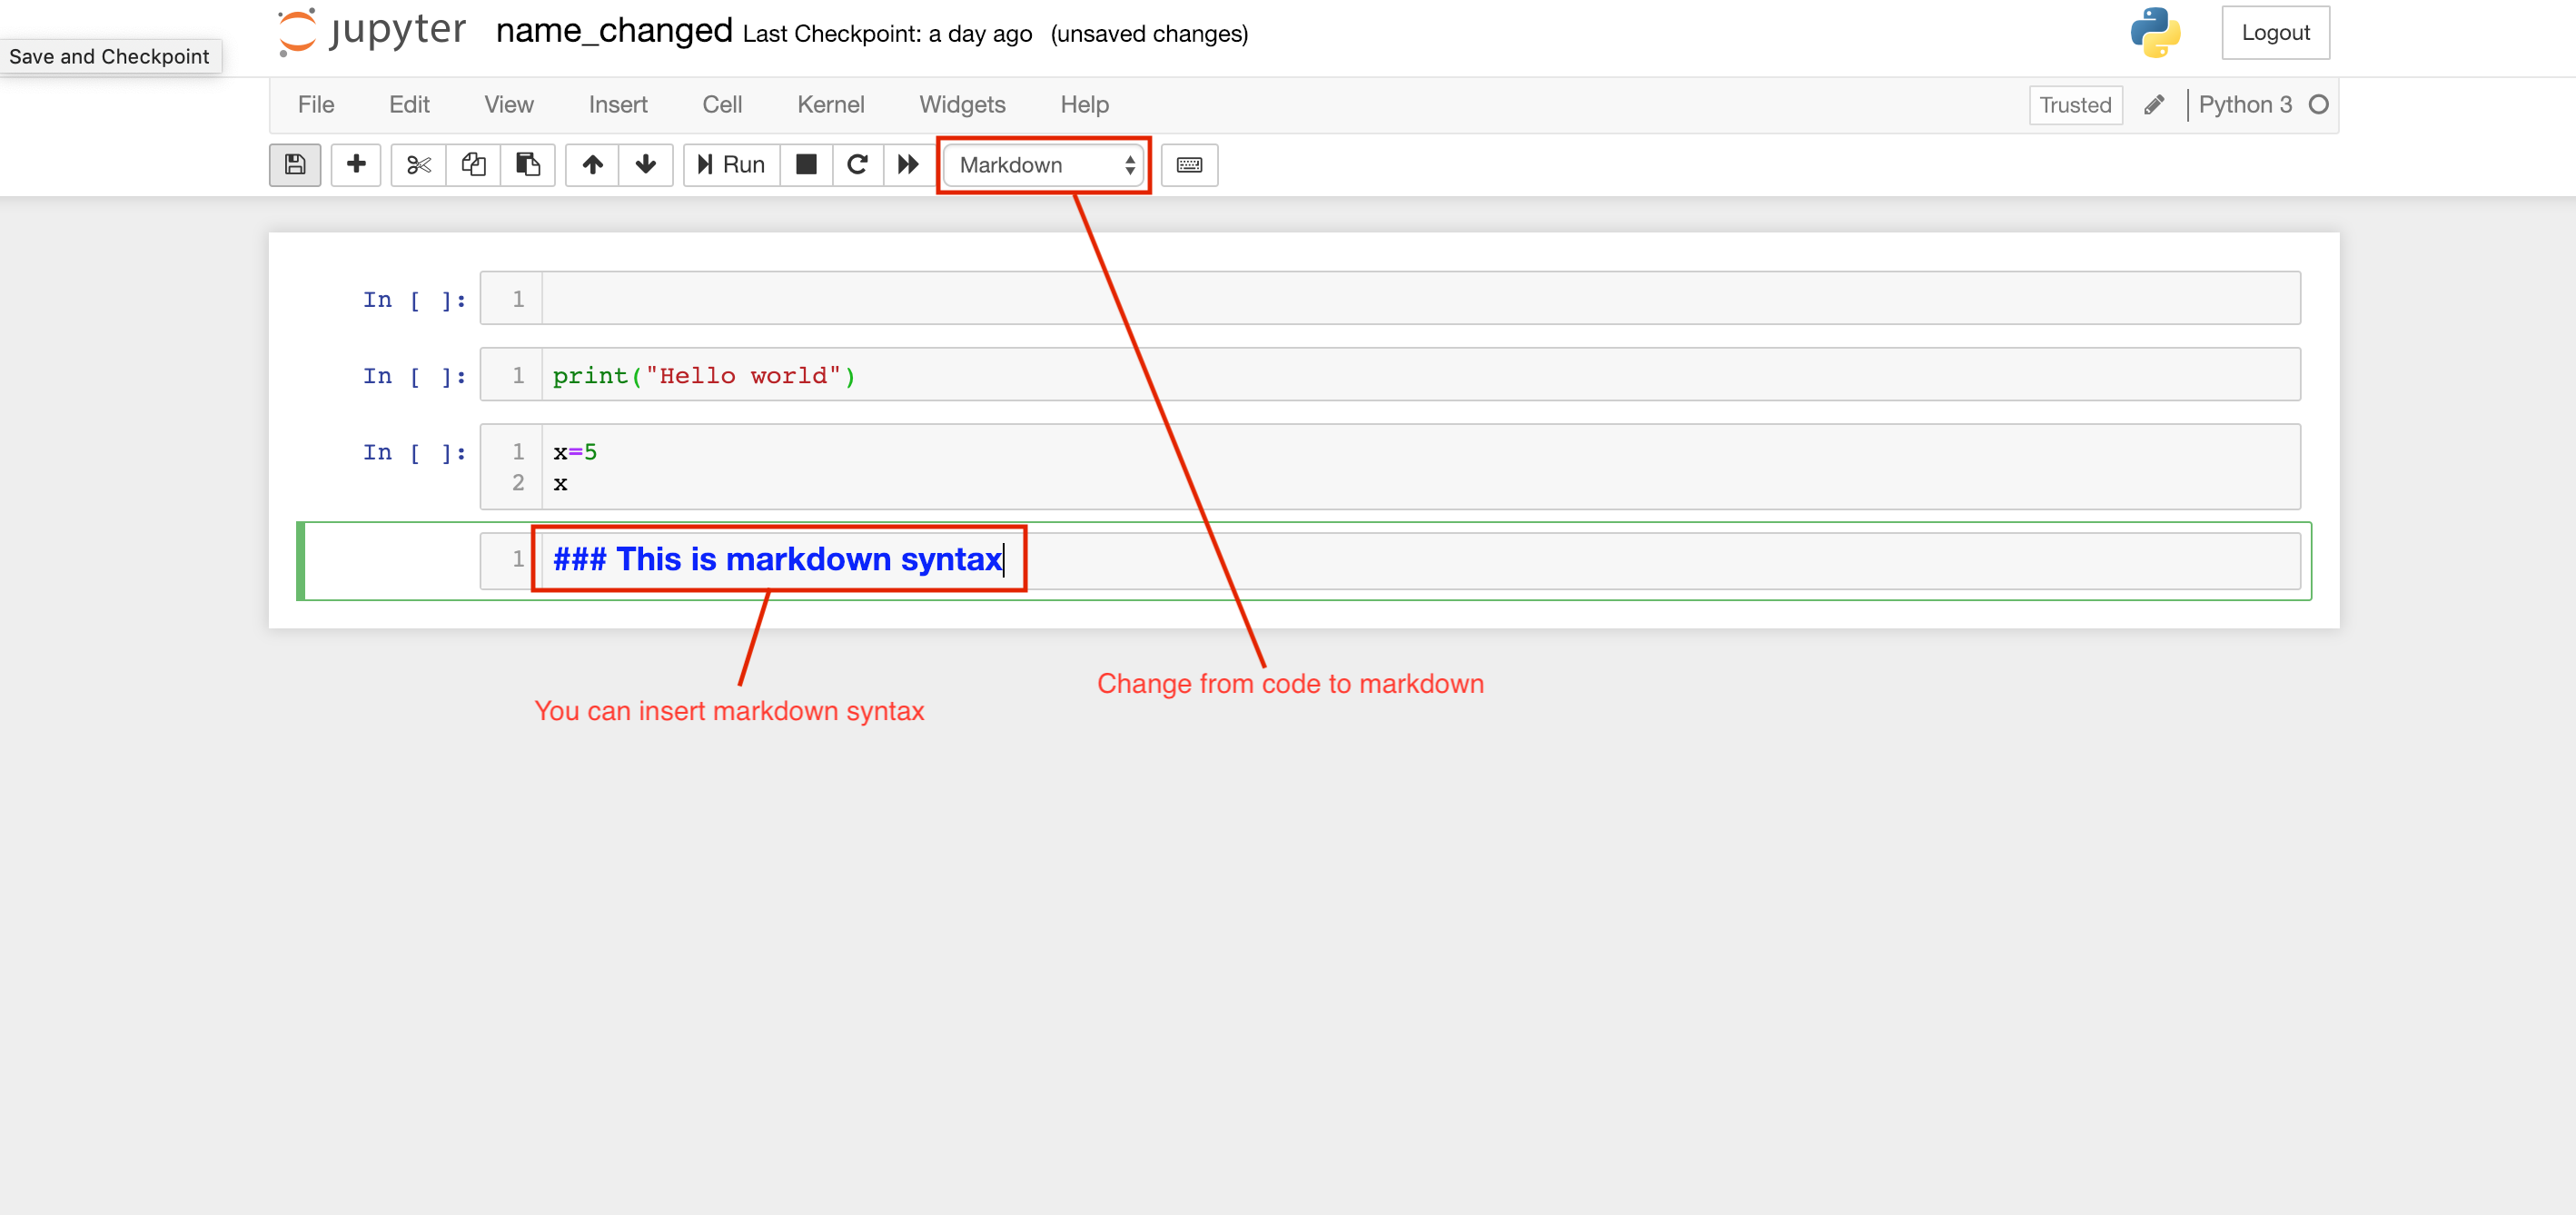 jupyter name_changed Last Checkpoint: a day ago (unsaved changes)
Logout
Save and Checkpoint
File Edit View Insert Cell Kernel Widgets Help
Trusted Python 3
Run Markdown
In [ ]: 1
In [ ]: 1 print("Hello world")
In [ ]: 1 x=5
2 x
1 ### This is markdown syntax
Change from code to markdown
You can insert markdown syntax